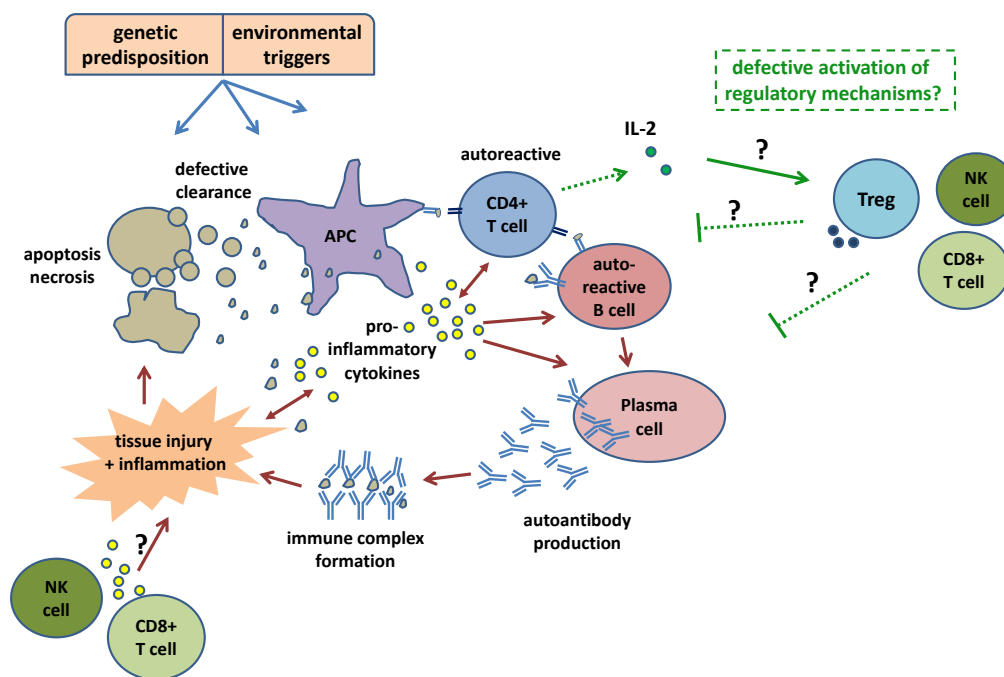 genetic
predisposition
environmental
triggers
defective activation of
regulatory mechanisms?
IL-2
?
autoreactive
defective
clearance
NK
cell
CD4+
T cell
Treg
?
APC
apoptosis
necrosis
auto-
reactive
B cell
CD8+
T cell
?
pro-
inflammatory
cytokines
Plasma
cell
tissue injury
+ inflammation
autoantibody
production
immune complex
formation
?
NK
cell
CD8+
T cell